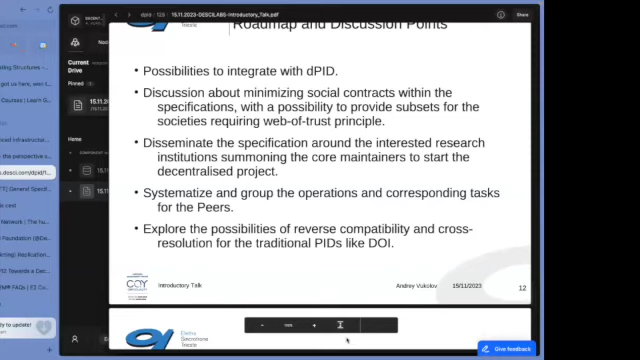 dpid
125
15.11.2023-DESCILABS-Introductory_Talk.pdf
Share
Roadmap and Discussion Points
Current
Drive
Pinned
Home
• Possibilities to integrate with dPID.
• Discussion about minimizing social contracts within the
specifications, with a possibility to provide subsets for the
societies requiring web-of-trust principle.
• Disseminate the specification around the interested research
institutions summoning the core maintainers to start the
decentralised project.
• Systematize and group the operations and corresponding tasks
for the Peers.
• Explore the possibilities of reverse compatibility and cross-
resolution for the traditional PIDs like DOI.
Introductory Talk
Andrey Vukolov
15/11/2023
12
Elettra
Sincrotrone
Trieste
Give feedback